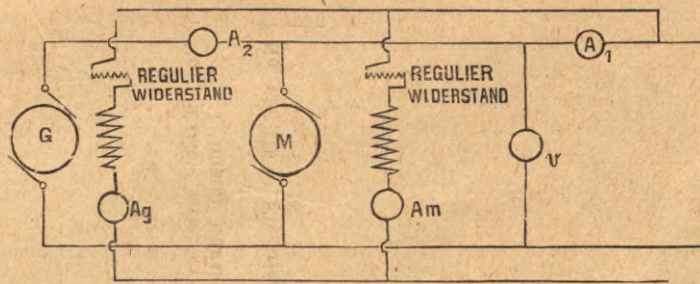 A2
A1
REGULIER
WIDERSTAND
REGULIER
WIDERSTAND
G
M
v
Ag
Am